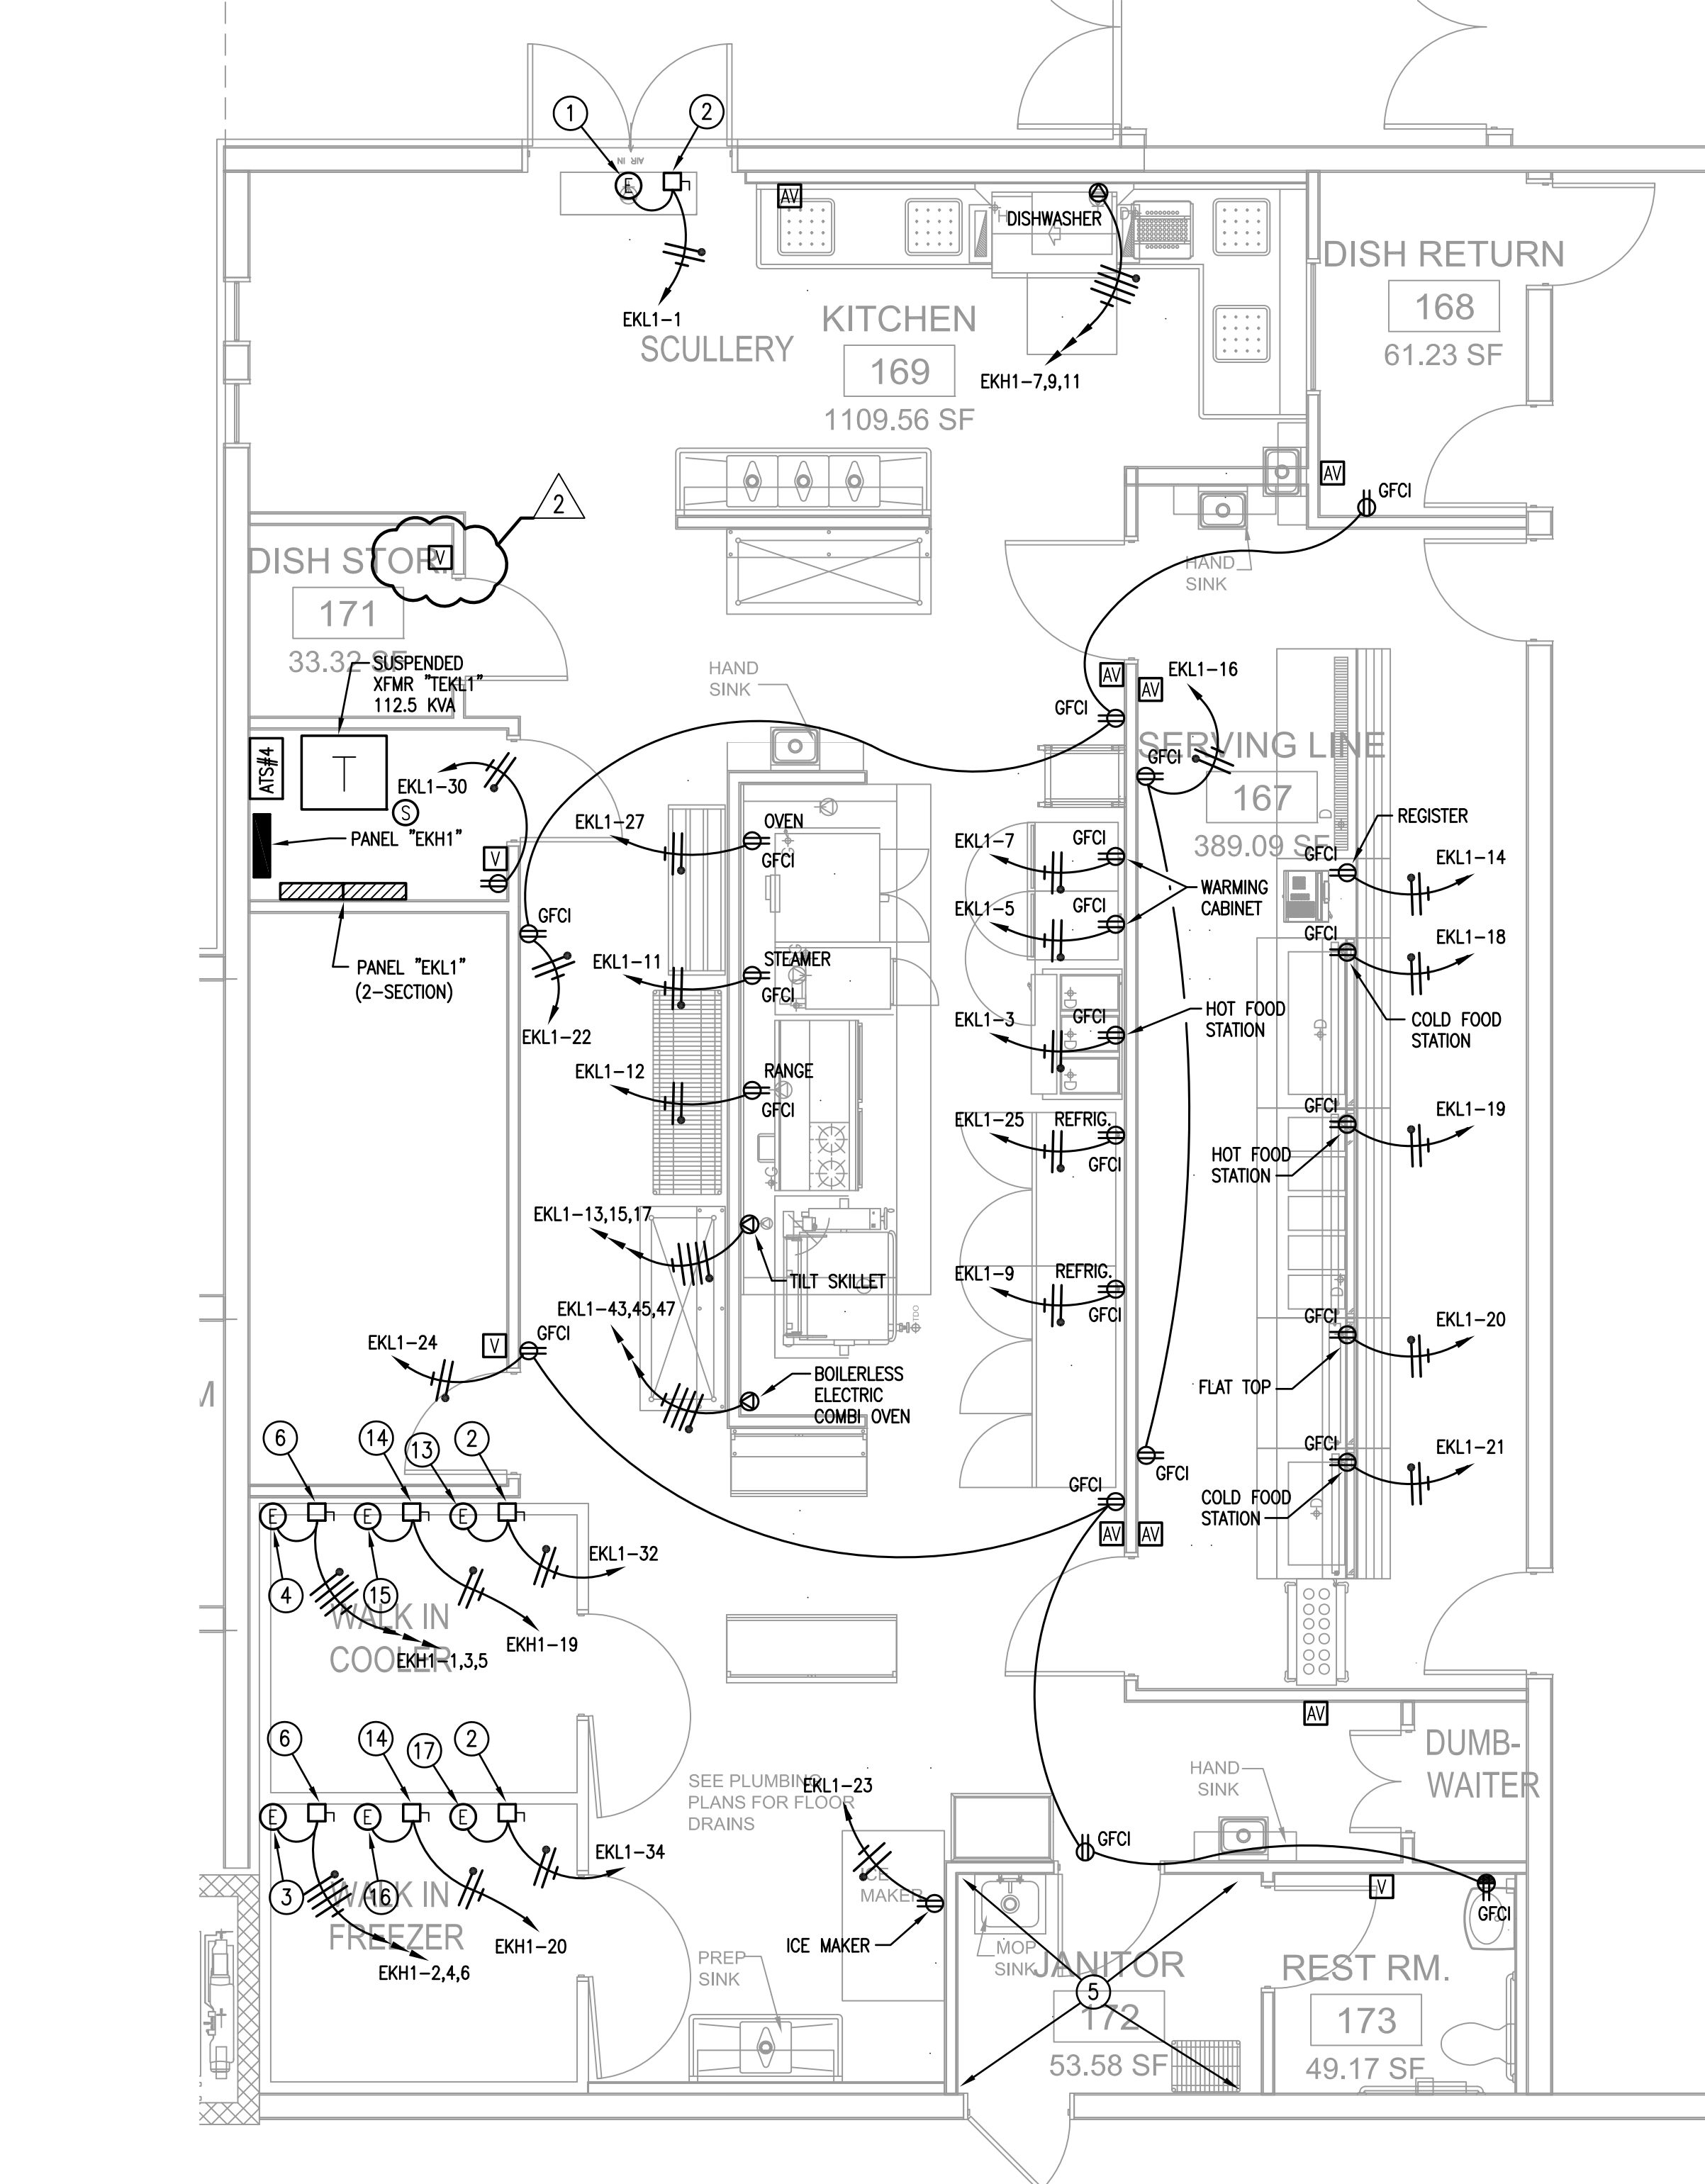 1
2
AIR IN
E
AV
DISHWASHER
D
EKL1-1
SCULLERY
KITCHEN
169
1109.56 SF
EKH1-7,9,11
DISH RETURN
168
61.23 SF
AV
GFCI
HAND
SINK
2
V
DISH STOR.
171
33.32 SF
SUSPENDED
XFMR "TEKL1"
112.5 KVA
ATS#4
T
EKL1-30
S
PANEL "EKH1"
V
PANEL "EKL1"
(2-SECTION)
GFCI
EKL1-22
HAND
SINK
AV
AV
GFCI
EKL1-16
GFCI
SERVING LINE
167
389.09 SF
D
REGISTER
GFCI
EKL1-14
EKL1-27
OVEN
GFCI
G
EKL1-7
GFCI
WARMING
CABINET
EKL1-5
GFCI
GFCI
EKL1-18
COLD FOOD
STATION
EKL1-11
STEAMER
GFCI
G
EKL1-3
GFCI
D
D
D
HOT FOOD
STATION
D
EKL1-12
RANGE
GFCI
G
EKL1-25
REFRIG.
GFCI
GFCI
EKL1-19
HOT FOOD
STATION
EKL1-13,15,17
TILT SKILLET
EKL1-9
REFRIG.
GFCI
D
GFCI
EKL1-20
FLAT TOP
EKL1-43,45,47
TDO
BOILERLESS
ELECTRIC
COMBI OVEN
EKL1-24
V
GFCI
M
GFCI
EKL1-21
COLD FOOD
STATION
D
GFCI
GFCI
AV
AV
6
14
13
2
E
E
E
4
15
EKL1-32
WALK IN
COOLER
EKH1-19
EKH1-1,3,5
6
14
17
2
E
E
E
3
16
EKL1-34
WALK IN
FREEZER
EKH1-20
EKH1-2,4,6
SEE PLUMBING
PLANS FOR FLOOR
DRAINS
EKL1-23
ICE
MAKER
ICE MAKER
PREP
SINK
AV
DUMB-
WAITER
HAND
SINK
GFCI
V
GFCI
MOP
SINK
JANITOR
5
172
53.58 SF
REST RM.
173
49.17 SF